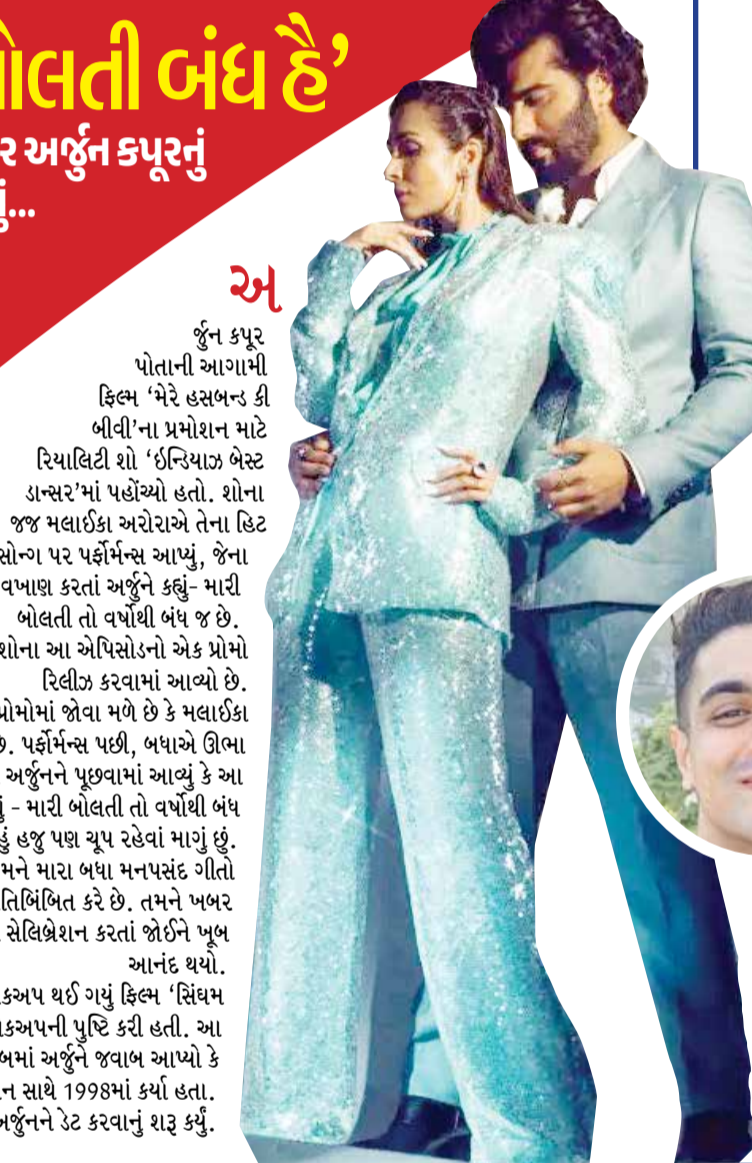 બોલતી બંધ હૈ’
અર્જુન કપૂરનું
અ
ર્જુન કપૂર
પોતાની આગામી
ફિલ્મ ‘મેરે હસબન્ડ કી
બીવી’ના પ્રમોશન માટે
રિયાલિટી શો ‘ઇન્ડિયાઝ બેસ્ટ
ડાન્સર’માં પહોંચ્યો હતો. શોના
જજ મલાઈકા અરોરાએ તેના હિટ
સોન્ગ પર પર્ફોર્મન્સ આપ્યું, જેના
વખાણ કરતાં અર્જુને કહ્યું- મારી
બોલતી તો વર્ષોથી બંધ જ છે.
શોના આ એપિસોડનો એક પ્રોમો
રિલીઝ કરવામાં આવ્યો છે.
પ્રોમોમાં જોવા મળે છે કે મલાઈકા
છે. પર્ફોર્મન્સ પછી, બધાએ ઊભા
અર્જુનને પૂછવામાં આવ્યું કે આ
- મારી બોલતી તો વર્ષોથી બંધ
હું હજુ પણ ચૂપ રહેવાં માગું છું.
મને મારા બધા મનપસંદ ગીતો
કરે છે. તમને ખબર
સેલિબ્રેશન કરતાં જોઈને ખૂબ
આનંદ થયો.
થઈ ગયું ફિલ્મ ‘સિંઘમ
પુષ્ટિ કરી હતી. આ
અર્જુને જવાબ આપ્યો કે
સાથે 1998માં કર્યા હતા.
અર્જુનને ડેટ કરવાનું શરૂ કર્યું.